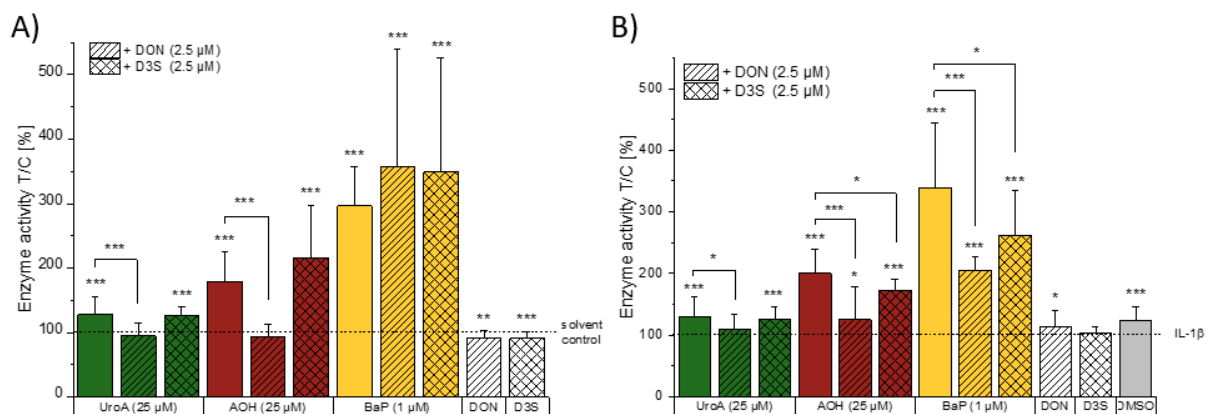 A)
+ DON (2.5 µM)
+ D3S (2.5 µM)
Enzyme activity T/C [%]
500
400
300
200
100
0
***
***
***
***
***
***
***
***
***
***
**
***
solvent
control
UroA (25 µM)
AOH (25 µM)
BaP (1 µM)
DON
D3S
B)
+ DON (2.5 µM)
+ D3S (2.5 µM)
Enzyme activity T/C [%]
500
400
300
200
100
0
*
***
***
*
***
***
*
***
***
***
*
***
***
***
*
***
IL-1β
UroA (25 µM)
AOH (25 µM)
BaP (1 µM)
DON
D3S
DMSO